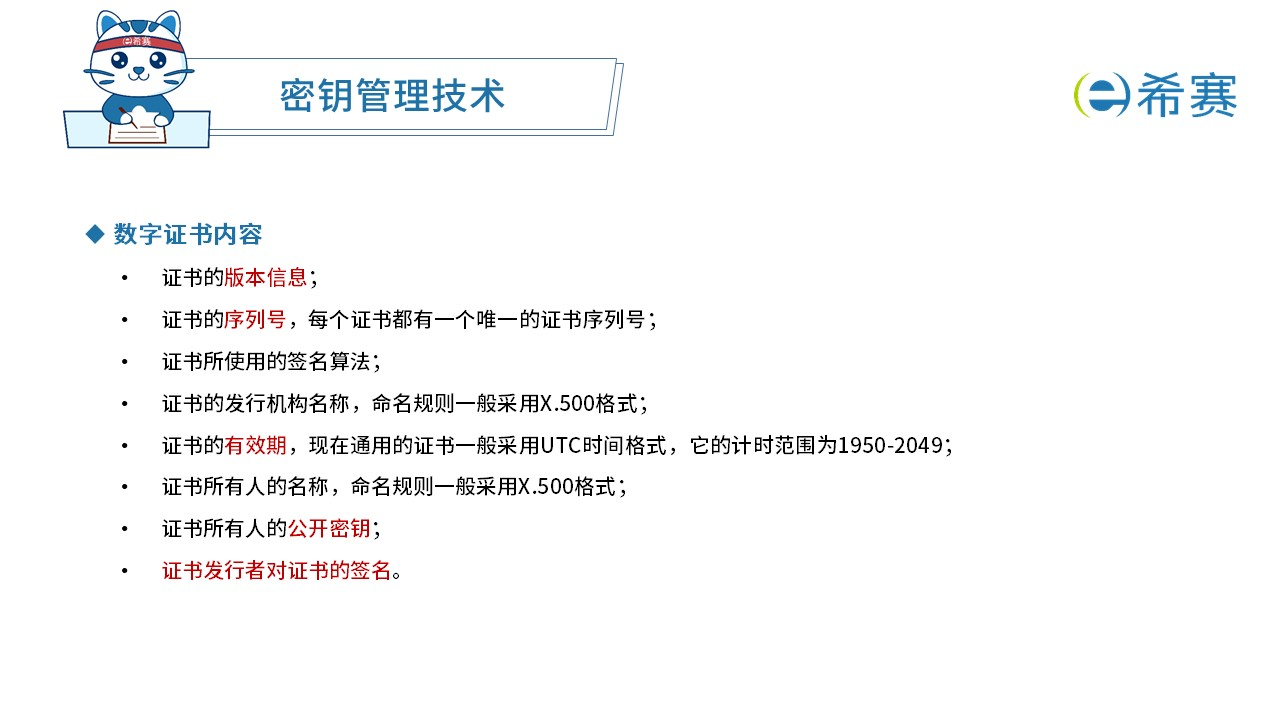 (e)希赛
密钥管理技术
(e)希赛
◆ 数字证书内容
• 证书的版本信息；
• 证书的序列号，每个证书都有一个唯一的证书序列号；
• 证书所使用的签名算法；
• 证书的发行机构名称，命名规则一般采用X.500格式；
• 证书的有效期，现在通用的证书一般采用UTC时间格式，它的计时范围为1950-2049；
• 证书所有人的名称，命名规则一般采用X.500格式；
• 证书所有人的公开密钥；
• 证书发行者对证书的签名。